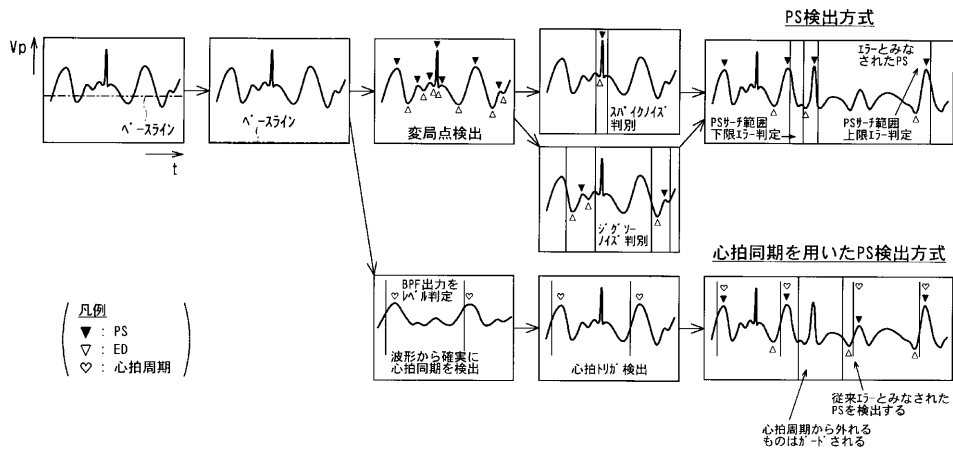 PS検出方式
Vp
t
ベースライン
ベースライン
変局点検出
スパイクノイズ
判別
ジグソー
ノイズ判別
エラーとみな
されたPS
PSサーチ範囲
下限エラー判定
PSサーチ範囲
上限エラー判定
心拍同期を用いたPS検出方式
凡例
▼ : PS
▽ : ED
♡ : 心拍周期
BPF出力を
レベル判定
波形から確実に
心拍同期を検出
心拍トリガ検出
従来エラーとみなされた
PSを検出する
心拍周期から外れる
ものはガードされる